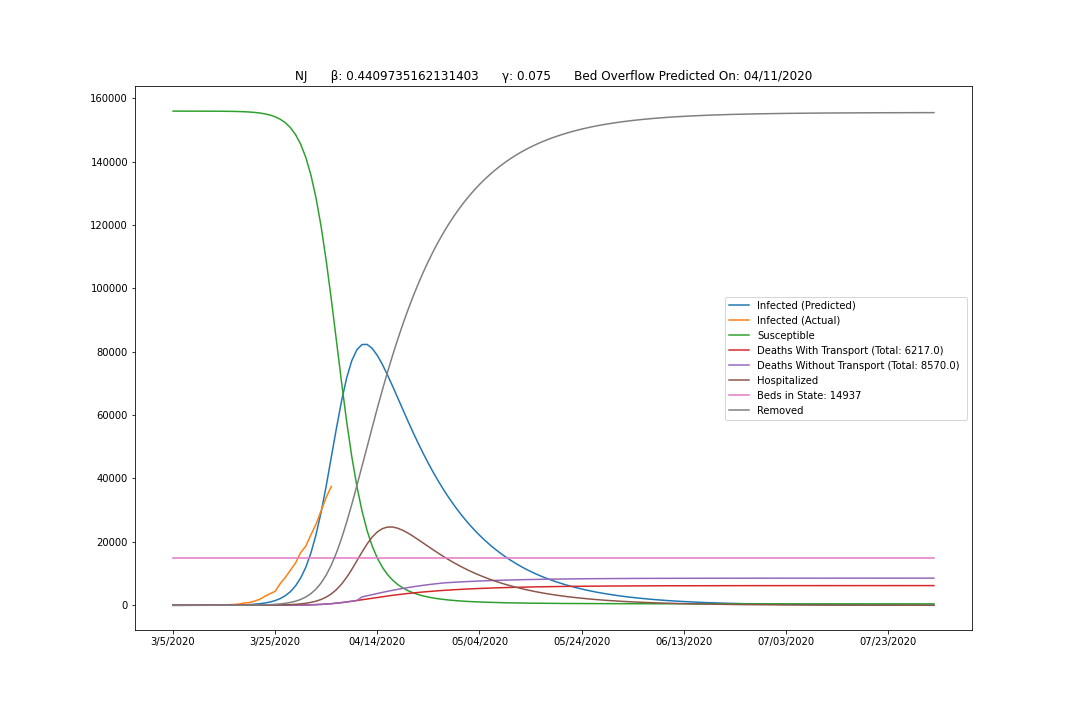 NJ      β: 0.4409735162131403      γ: 0.075      Bed Overflow Predicted On: 04/11/2020
160000
140000
120000
100000
80000
60000
40000
20000
0
Infected (Predicted)
Infected (Actual)
Susceptible
Deaths With Transport (Total: 6217.0)
Deaths Without Transport (Total: 8570.0)
Hospitalized
Beds in State: 14937
Removed
3/5/2020 3/25/2020 04/14/2020 05/04/2020 05/24/2020 06/13/2020 07/03/2020 07/23/2020